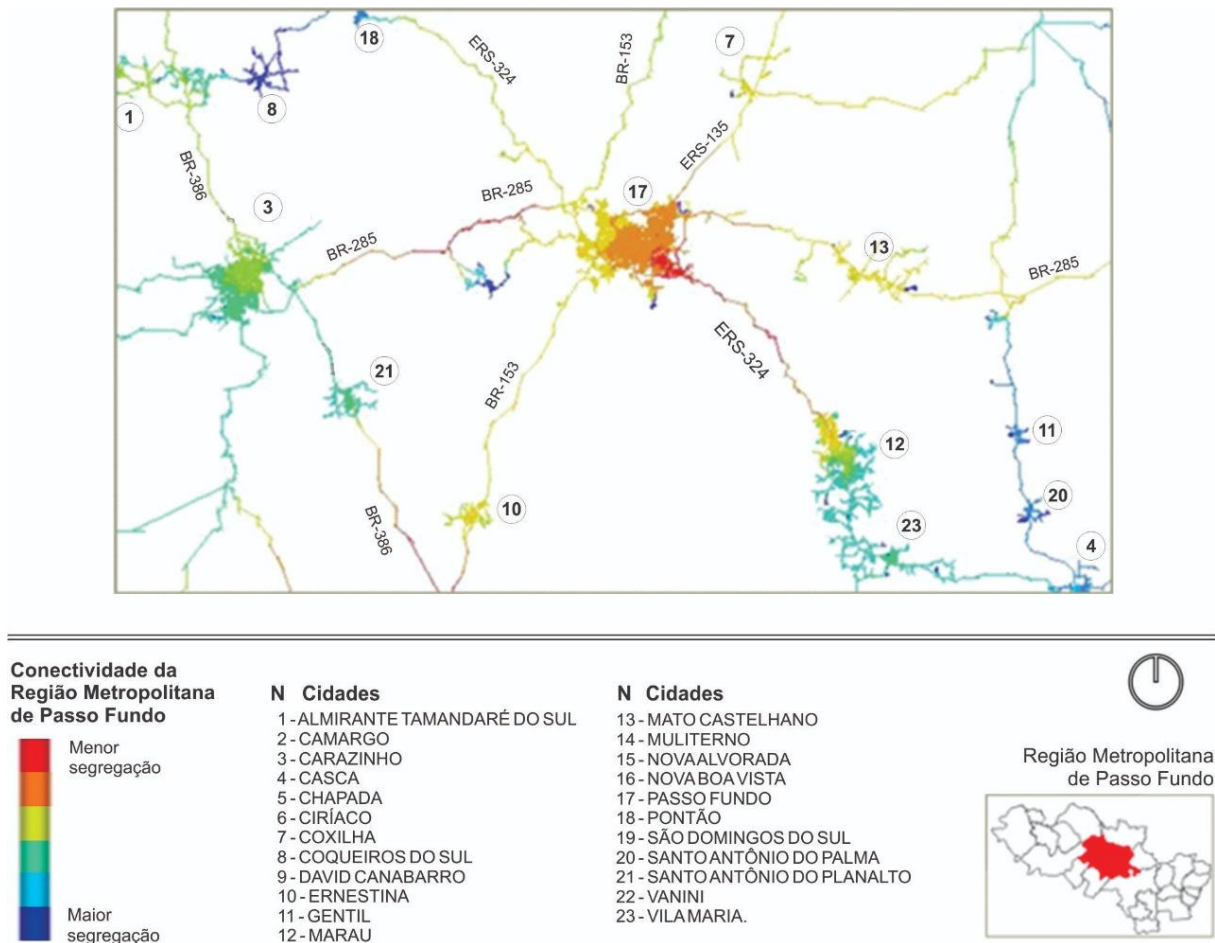 18
7
ERS-324
BR-153
8
1
ERS-135
BR-386
BR-285
17
3
BR-285
13
BR-285
ERS-324
BR-153
21
11
12
20
10
BR-386
23
4
Conectividade da
Região Metropolitana
de Passo Fundo
Menor
segregação
Maior
segregação
N Cidades
1 - ALMIRANTE TAMANDARÉ DO SUL
2 - CAMARGO
3 - CARAZINHO
4 - CASCA
5 - CHAPADA
6 - CIRÍACO
7 - COXILHA
8 - COQUEIROS DO SUL
9 - DAVID CANABARRO
10 - ERNESTINA
11 - GENTIL
12 - MARAU
N Cidades
13 - MATO CASTELHANO
14 - MULITERNO
15 - NOVA ALVORADA
16 - NOVA BOA VISTA
17 - PASSO FUNDO
18 - PONTÃO
19 - SÃO DOMINGOS DO SUL
20 - SANTO ANTÔNIO DO PALMA
21 - SANTO ANTÔNIO DO PLANALTO
22 - VANINI
23 - VILA MARIA.
Região Metropolitana
de Passo Fundo